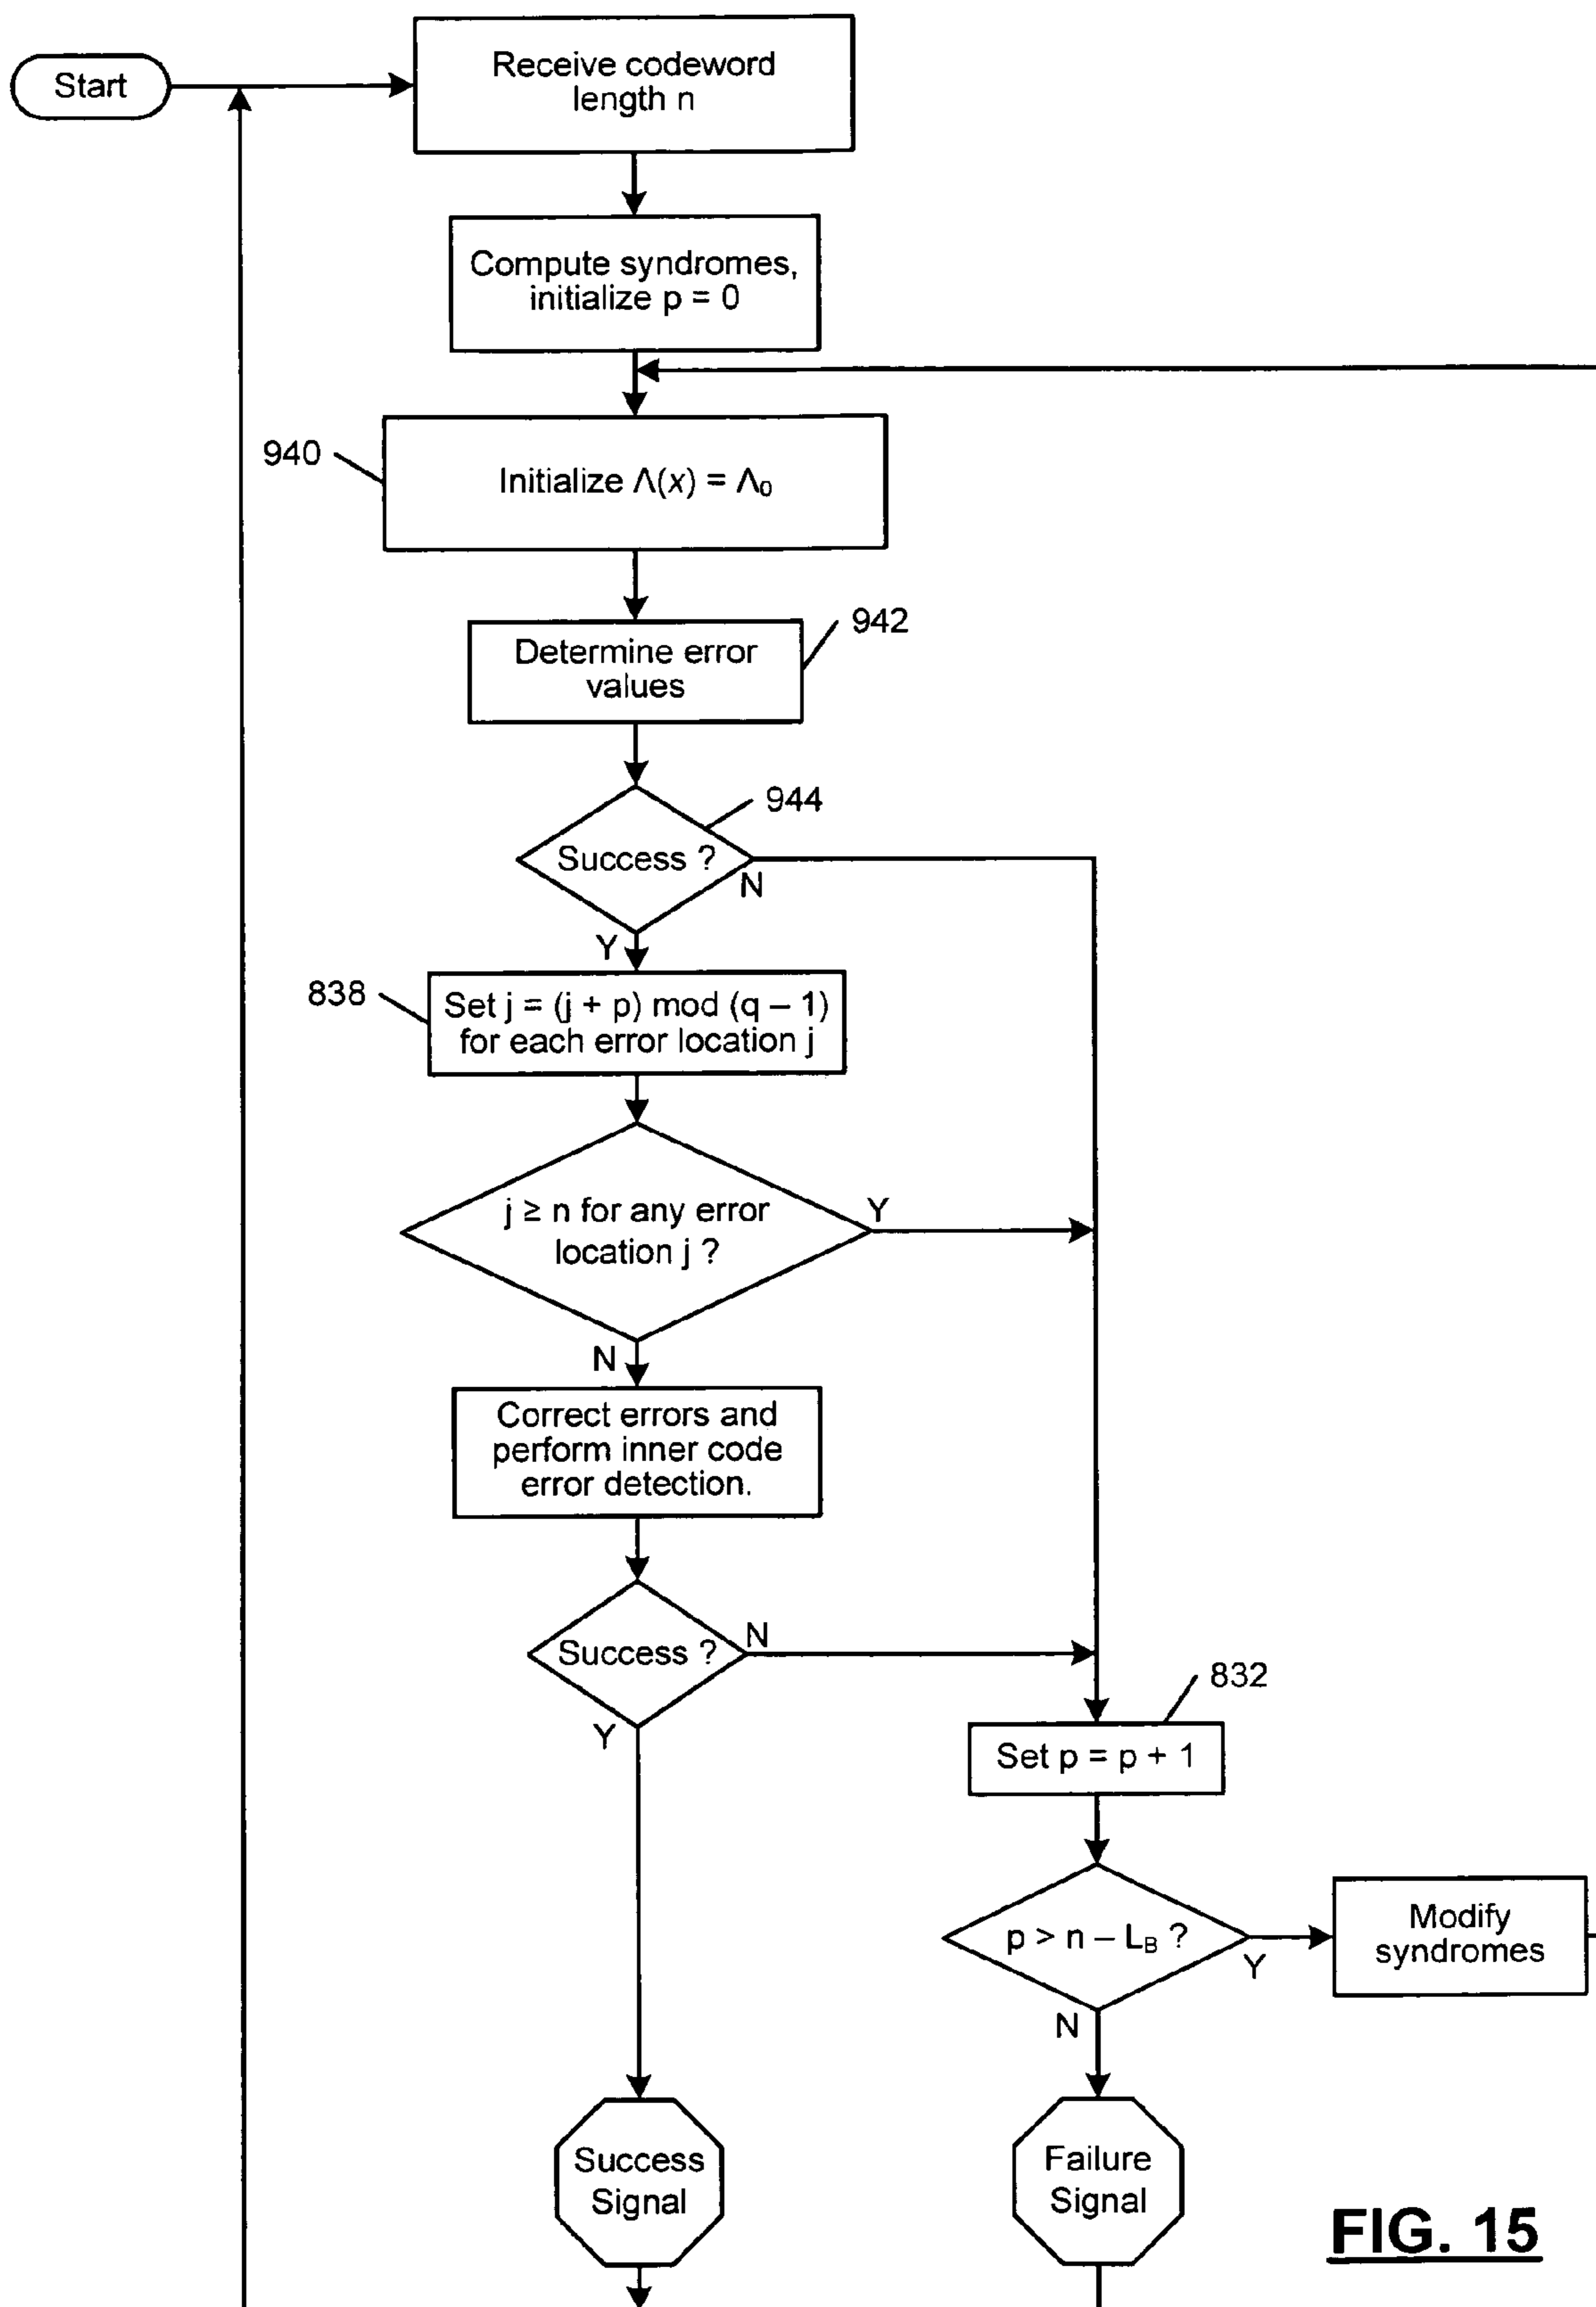 Start
Receive codeword
length n
Compute syndromes,
initialize p = 0
940
Initialize Λ(x) = Λ₀
942
Determine error
values
944
Success ?
N
Y
838
Set j = (j + p) mod (q – 1)
for each error location j
j ≥ n for any error
location j ?
Y
N
Correct errors and
perform inner code
error detection.
Success ?
N
Y
832
Set p = p + 1
p > n – L_B ?
Y
N
Modify
syndromes
Success
Signal
Failure
Signal
FIG. 15